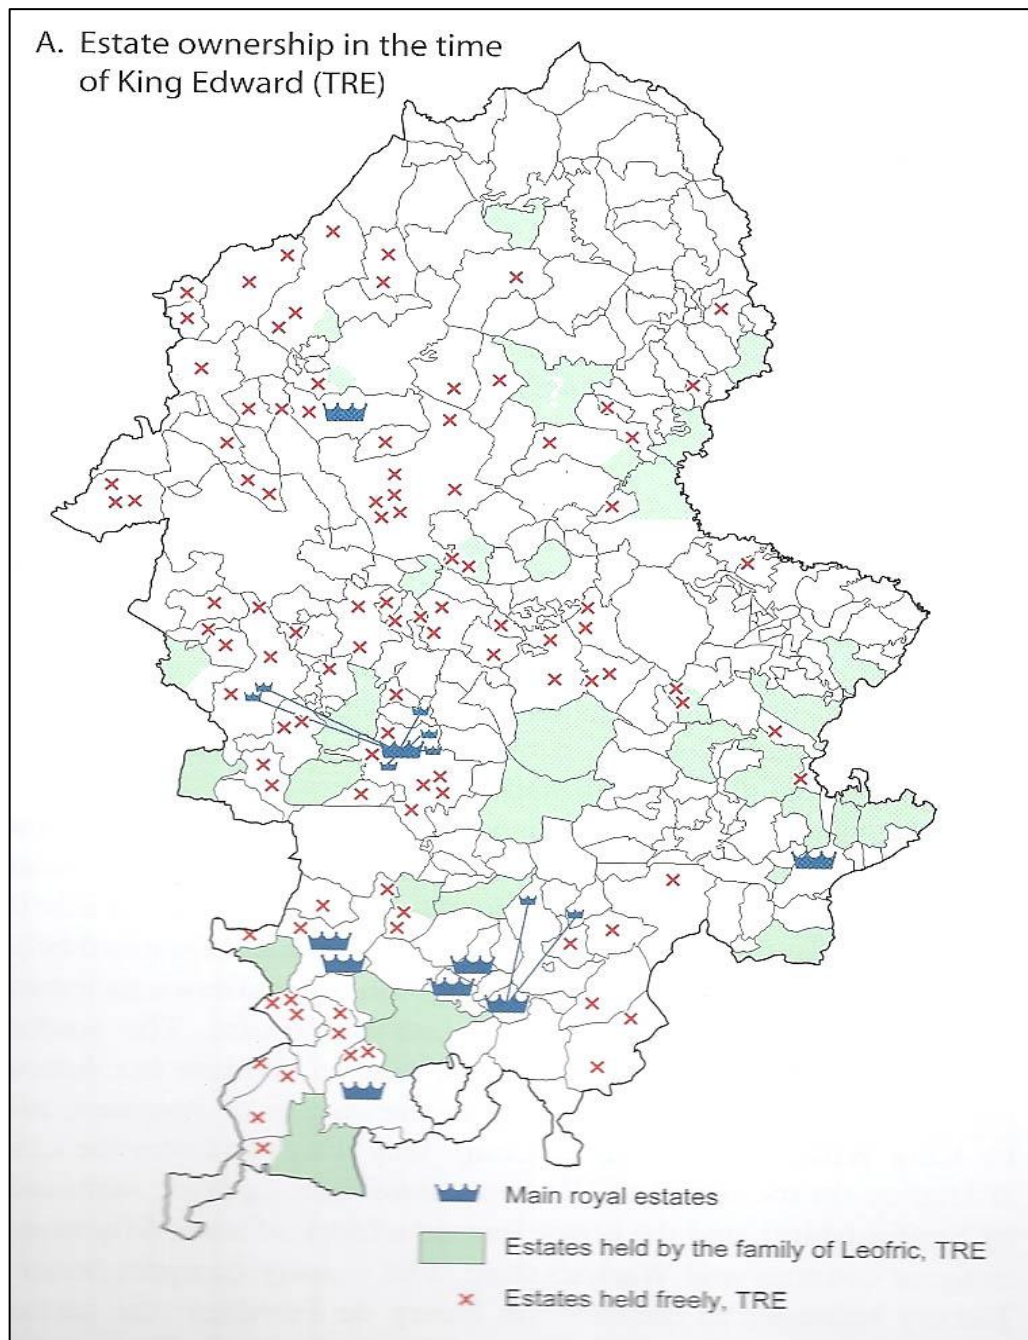 A. Estate ownership in the time
of King Edward (TRE)
?
Main royal estates
Estates held by the family of Leofric, TRE
Estates held freely, TRE